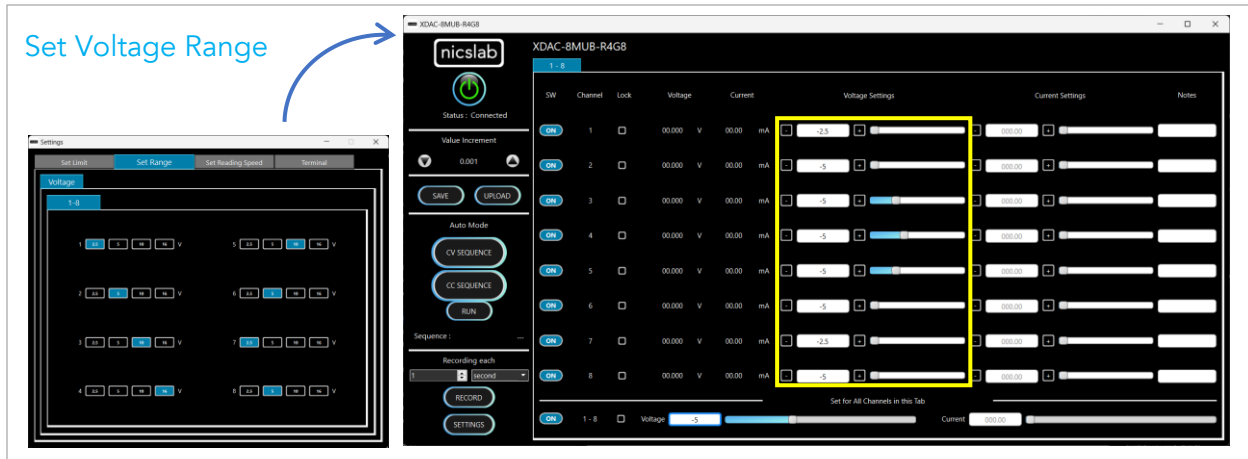 Set Voltage Range
Settings
Set Limit Set Range Set Reading Speed Terminal
Voltage
1-8
1 2.5 5 10 16 V 5 2.5 5 10 16 V
2 2.5 5 10 16 V 6 2.5 5 10 16 V
3 2.5 5 10 16 V 7 2.5 5 10 16 V
4 2.5 5 10 16 V 8 2.5 5 10 16 V
XDAC-8MUB-R4G8
nicslab
Status : Connected
Value Increment
0.001
SAVE UPLOAD
Auto Mode
CV SEQUENCE
CC SEQUENCE
RUN
Sequence : ...
Recording each
1 second
RECORD
SETTINGS
XDAC-8MUB-R4G8
1 - 8
SW Channel Lock Voltage Current Voltage Settings Current Settings Notes
ON 1 00.000 V 00.00 mA - -2.5 + - 000.00 +
ON 2 00.000 V 00.00 mA - -5 + - 000.00 +
ON 3 00.000 V 00.00 mA - -5 + - 000.00 +
ON 4 00.000 V 00.00 mA - -5 + - 000.00 +
ON 5 00.000 V 00.00 mA - -5 + - 000.00 +
ON 6 00.000 V 00.00 mA - -5 + - 000.00 +
ON 7 00.000 V 00.00 mA - -2.5 + - 000.00 +
ON 8 00.000 V 00.00 mA - -5 + - 000.00 +
Set for All Channels in this Tab
ON 1 - 8 Voltage -5 Current 000.00